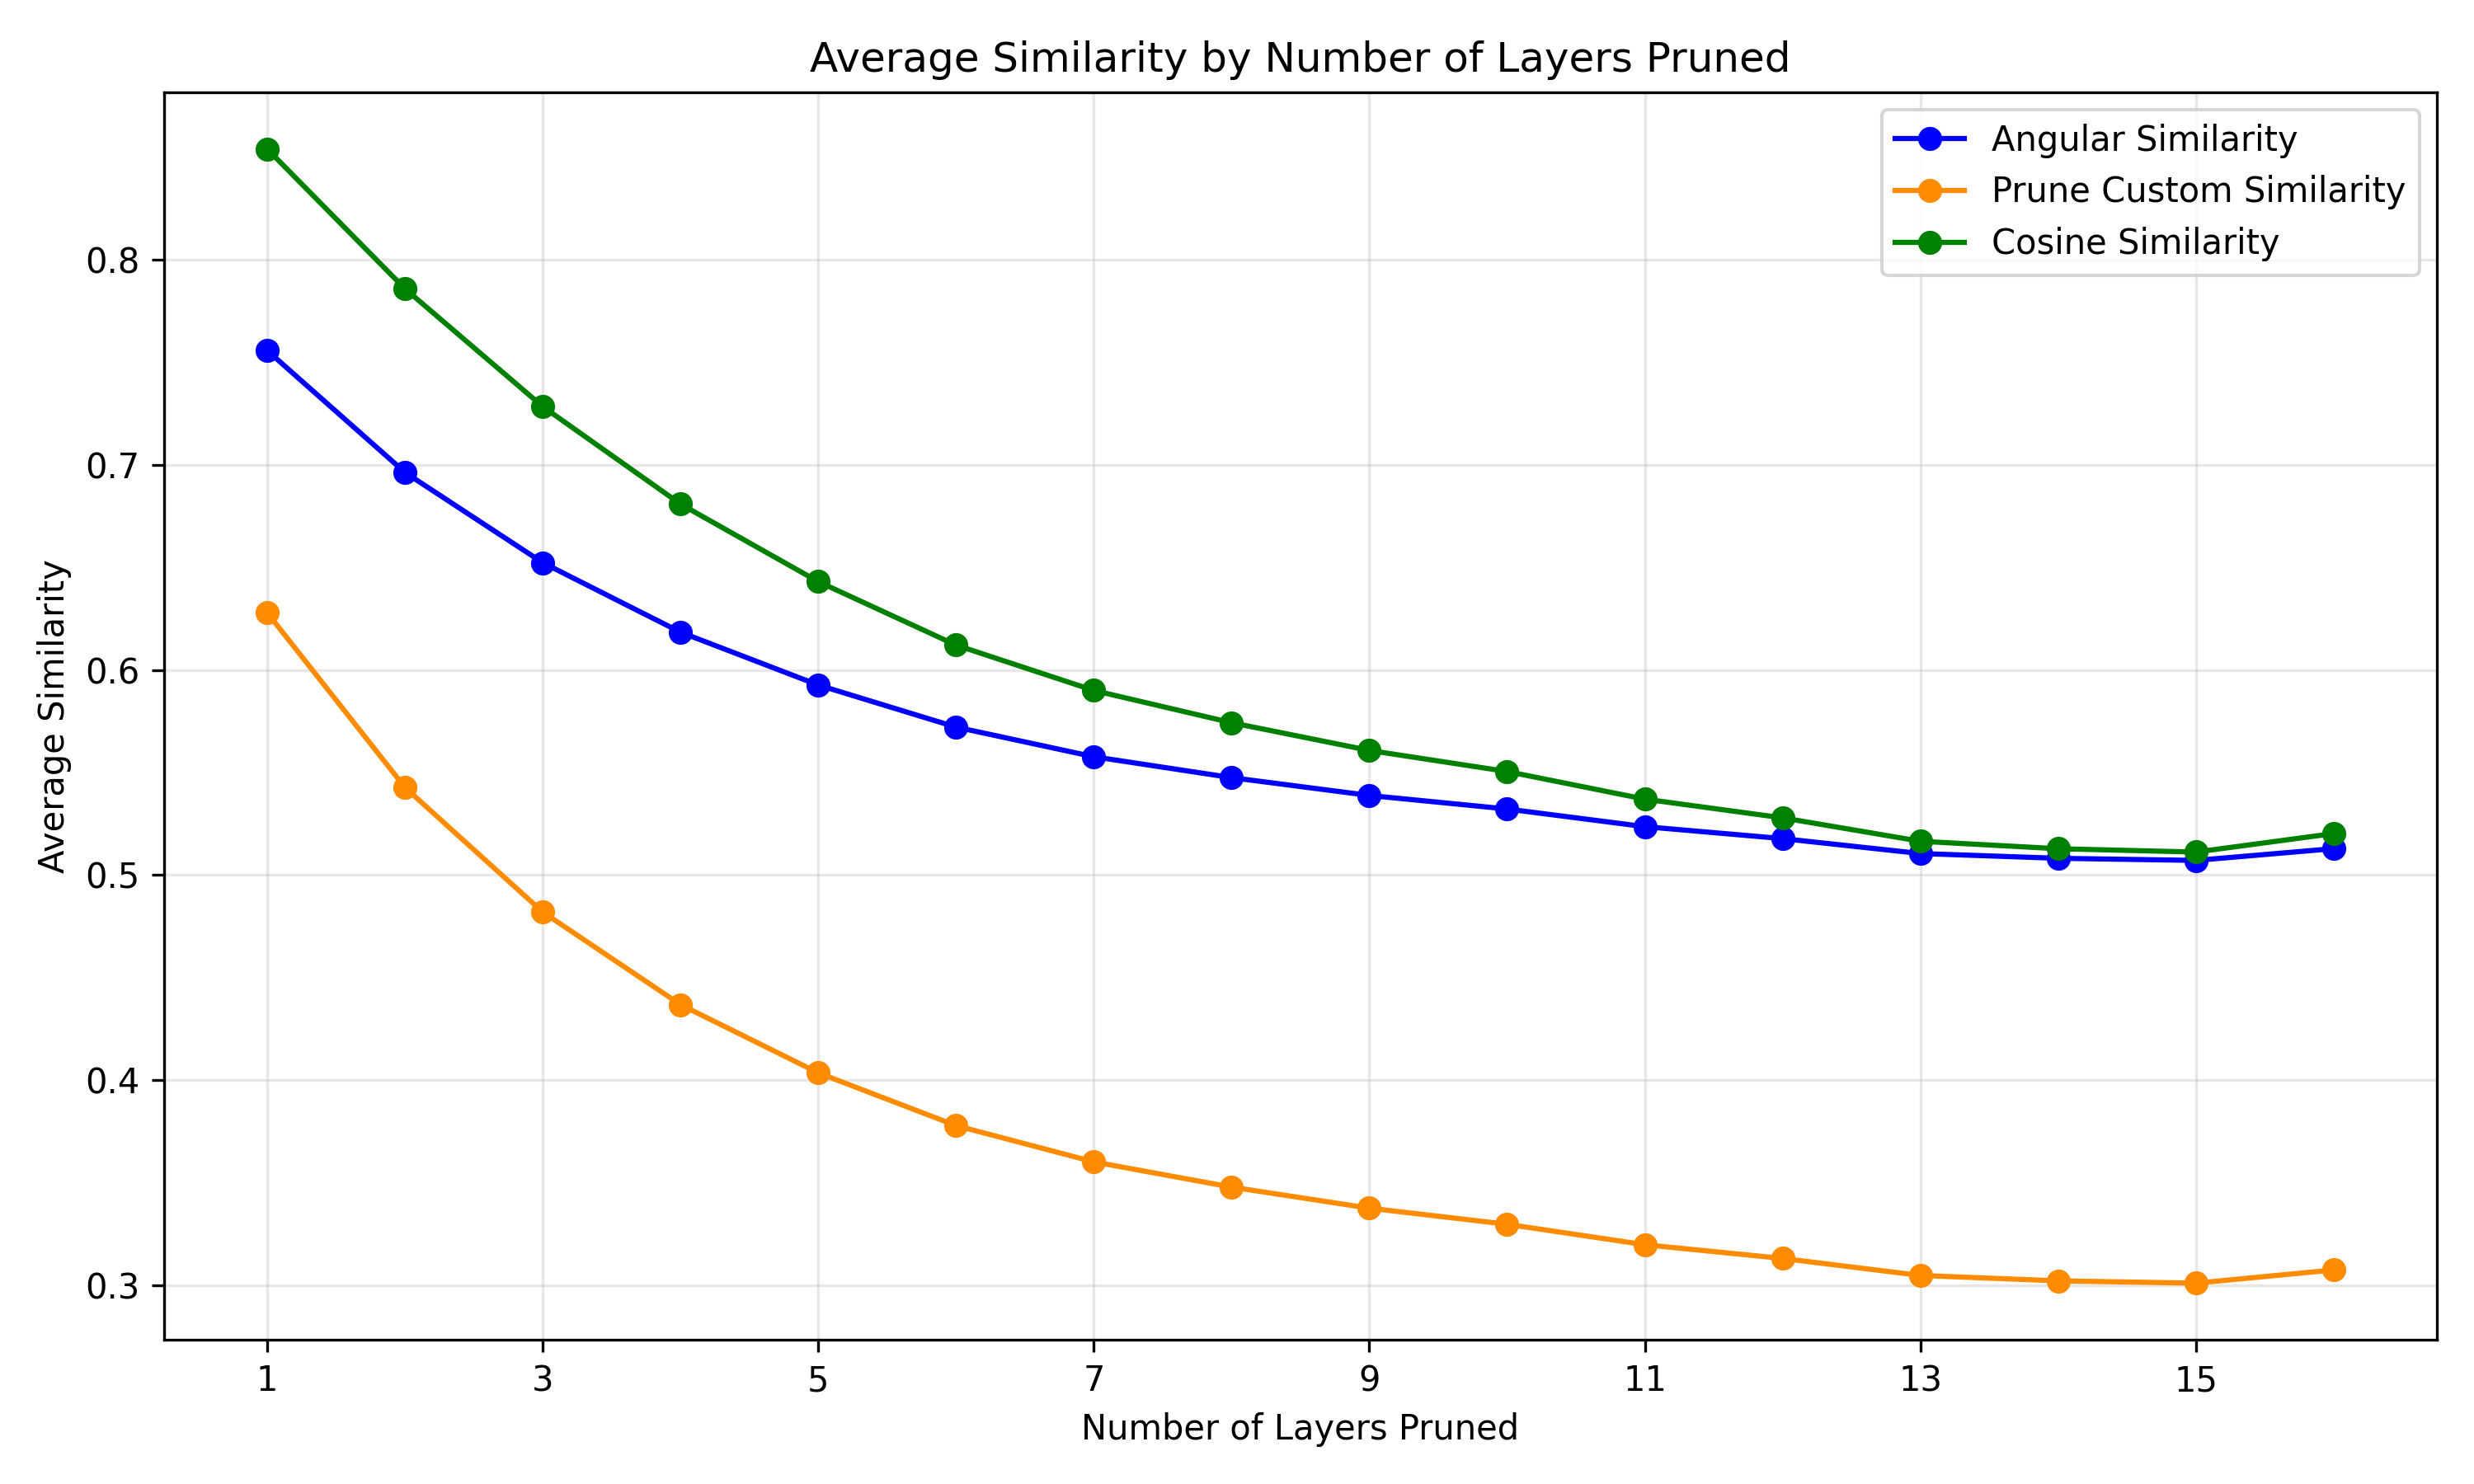 Average Similarity by Number of Layers Pruned
Angular Similarity
Prune Custom Similarity
Cosine Similarity
Average Similarity
0.8
0.7
0.6
0.5
0.4
0.3
1 3 5 7 9 11 13 15
Number of Layers Pruned